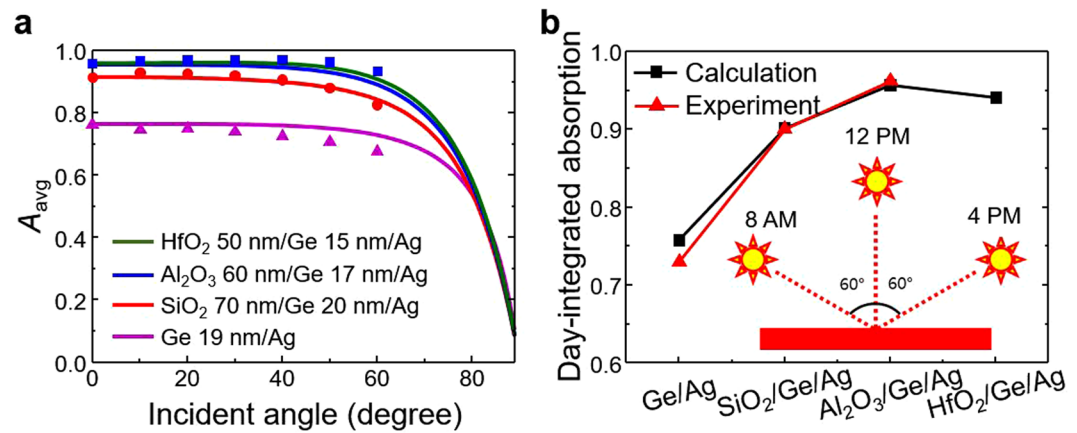 a
1.0
0.8
0.6
0.4
0.2
0.0
A_avg
HfO₂ 50 nm/Ge 15 nm/Ag
Al₂O₃ 60 nm/Ge 17 nm/Ag
SiO₂ 70 nm/Ge 20 nm/Ag
Ge 19 nm/Ag
0 20 40 60 80
Incident angle (degree)
b
1.0
0.9
0.8
0.7
0.6
Day-integrated absorption
Calculation
Experiment
12 PM
8 AM
4 PM
60° 60°
Ge/Ag
SiO₂/Ge/Ag
Al₂O₃/Ge/Ag
HfO₂/Ge/Ag